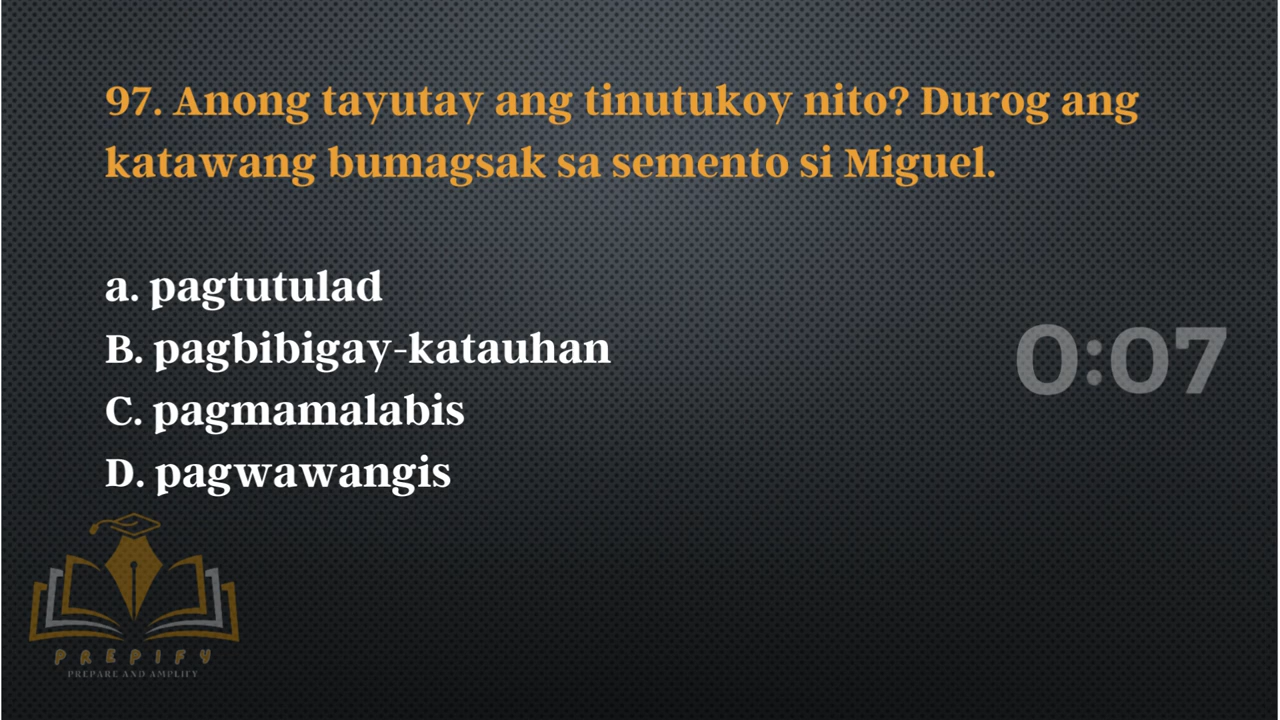 97. Anong tayutay ang tinutukoy nito? Durog ang
katawang bumagsak sa semento si Miguel.
a. pagtutulad
B. pagbibigay-katauhan
C. pagmamalabis
D. pagwawangis
0:07
PREPIFY
PREPARE AND AMPLIFY